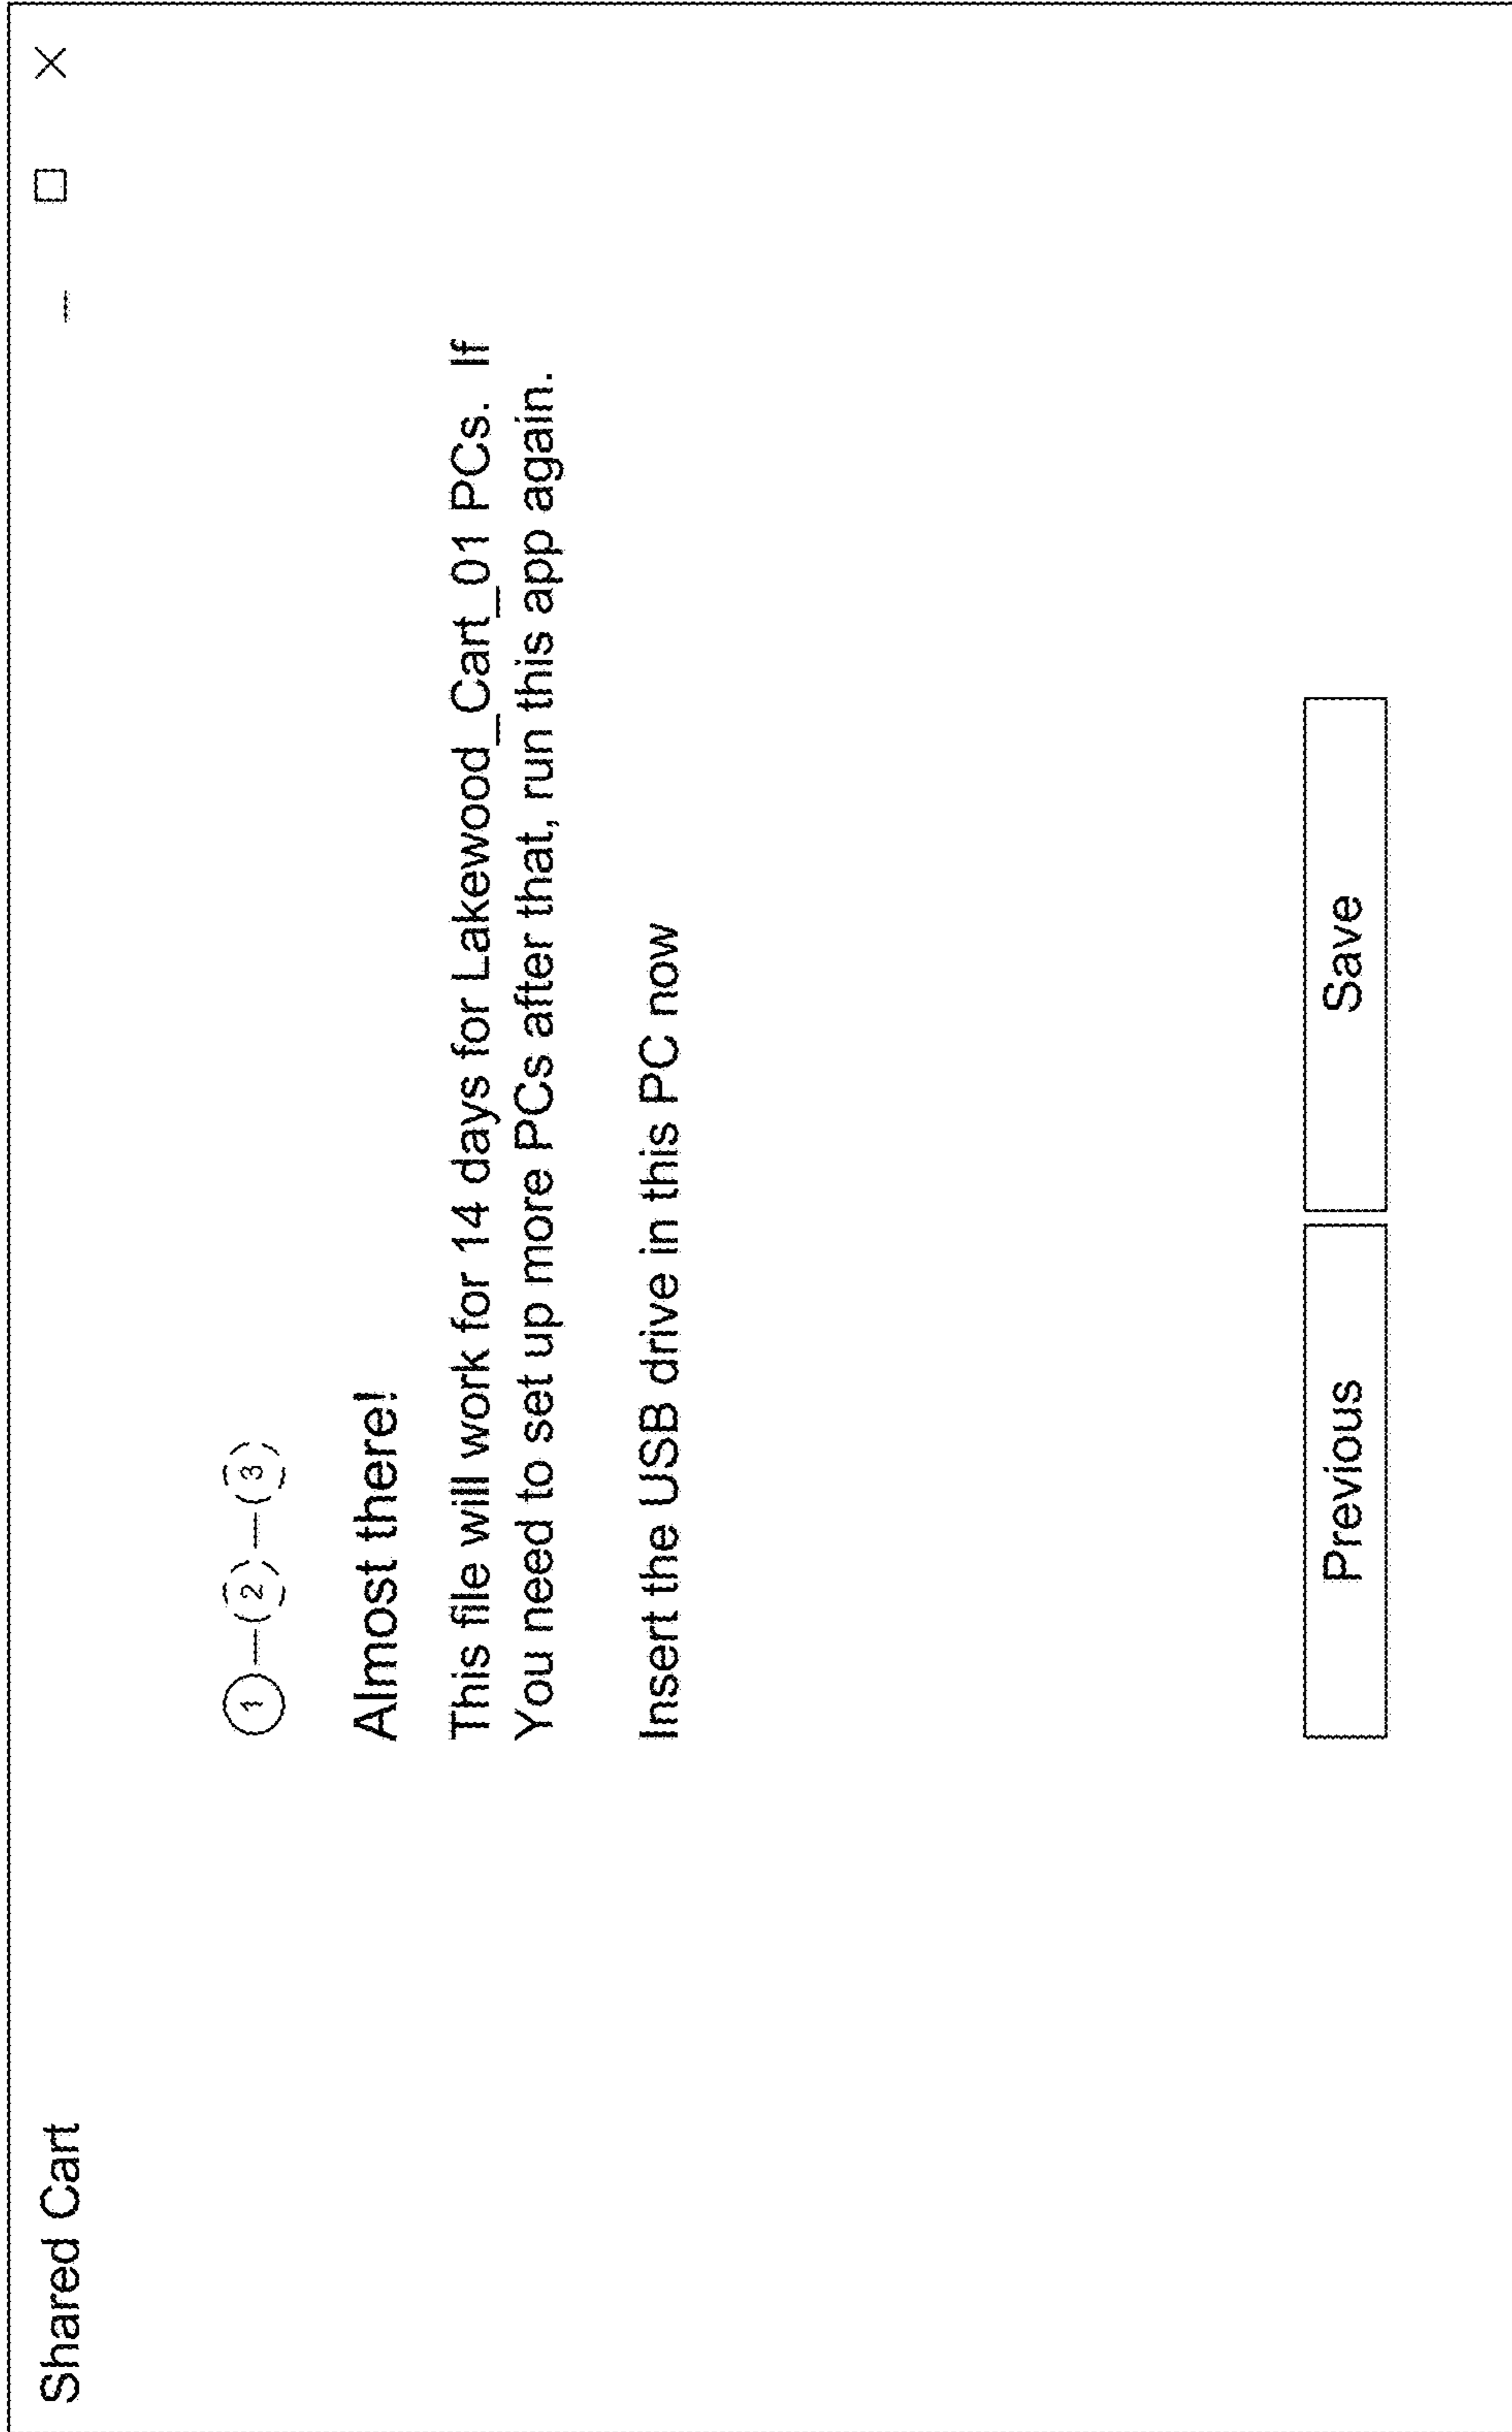 Shared Cart
1 2 3
Almost there!
This file will work for 14 days for Lakewood_Cart_01 PCs. If
You need to set up more PCs after that, run this app again.
Insert the USB drive in this PC now
Previous Save